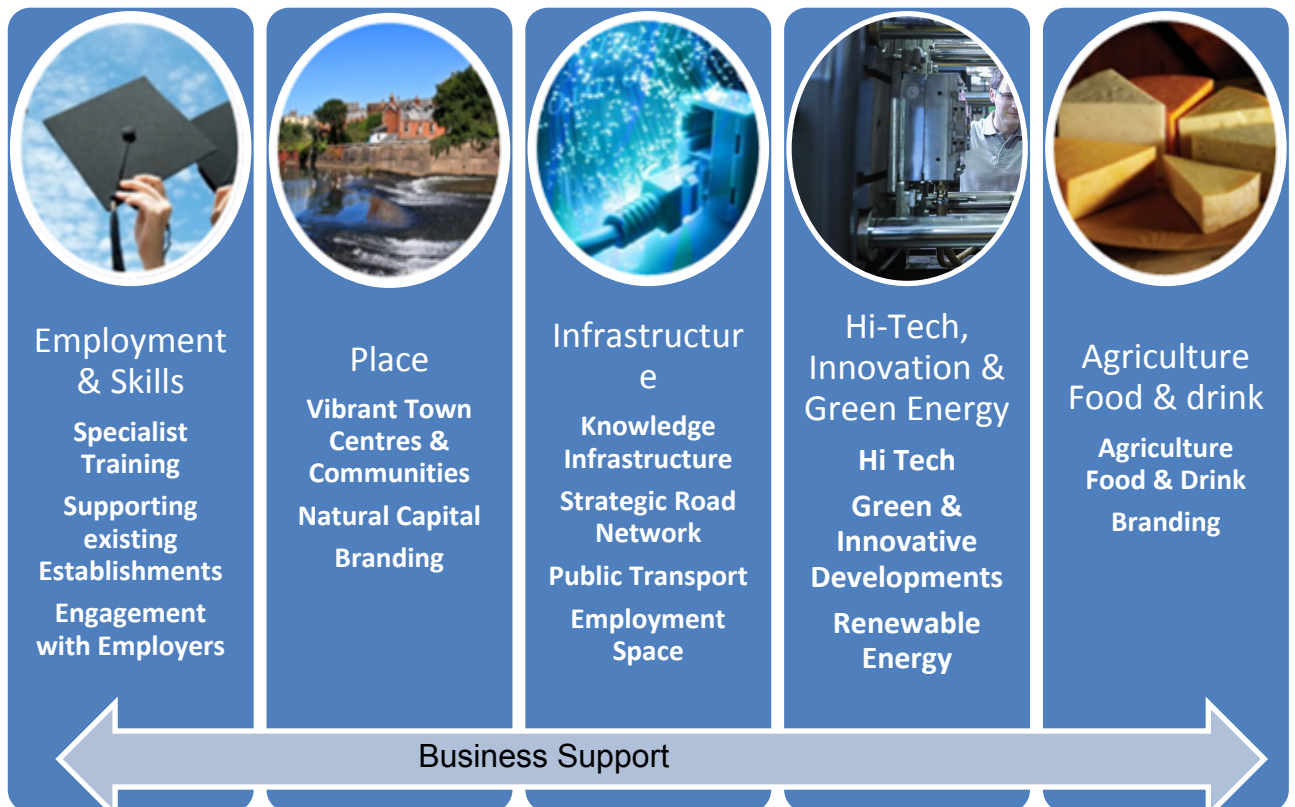 Employment
& Skills
Specialist
Training
Supporting
existing
Establishments
Engagement
with Employers
Place
Vibrant Town
Centres &
Communities
Natural Capital
Branding
Infrastructur
e
Knowledge
Infrastructure
Strategic Road
Network
Public Transport
Employment
Space
Hi-Tech,
Innovation &
Green Energy
Hi Tech
Green &
Innovative
Developments
Renewable
Energy
Agriculture
Food & drink
Agriculture
Food & Drink
Branding
Business Support